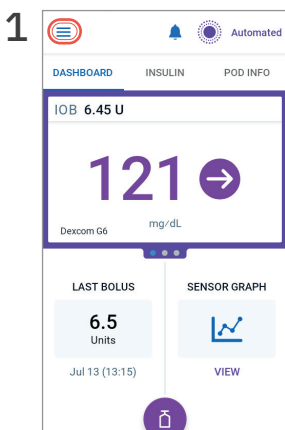 1
Automated
DASHBOARD INSULIN POD INFO
IOB 6.45 U
121
mg/dL
Dexcom G6
LAST BOLUS SENSOR GRAPH
6.5
Units
Jul 13 (13:15) VIEW